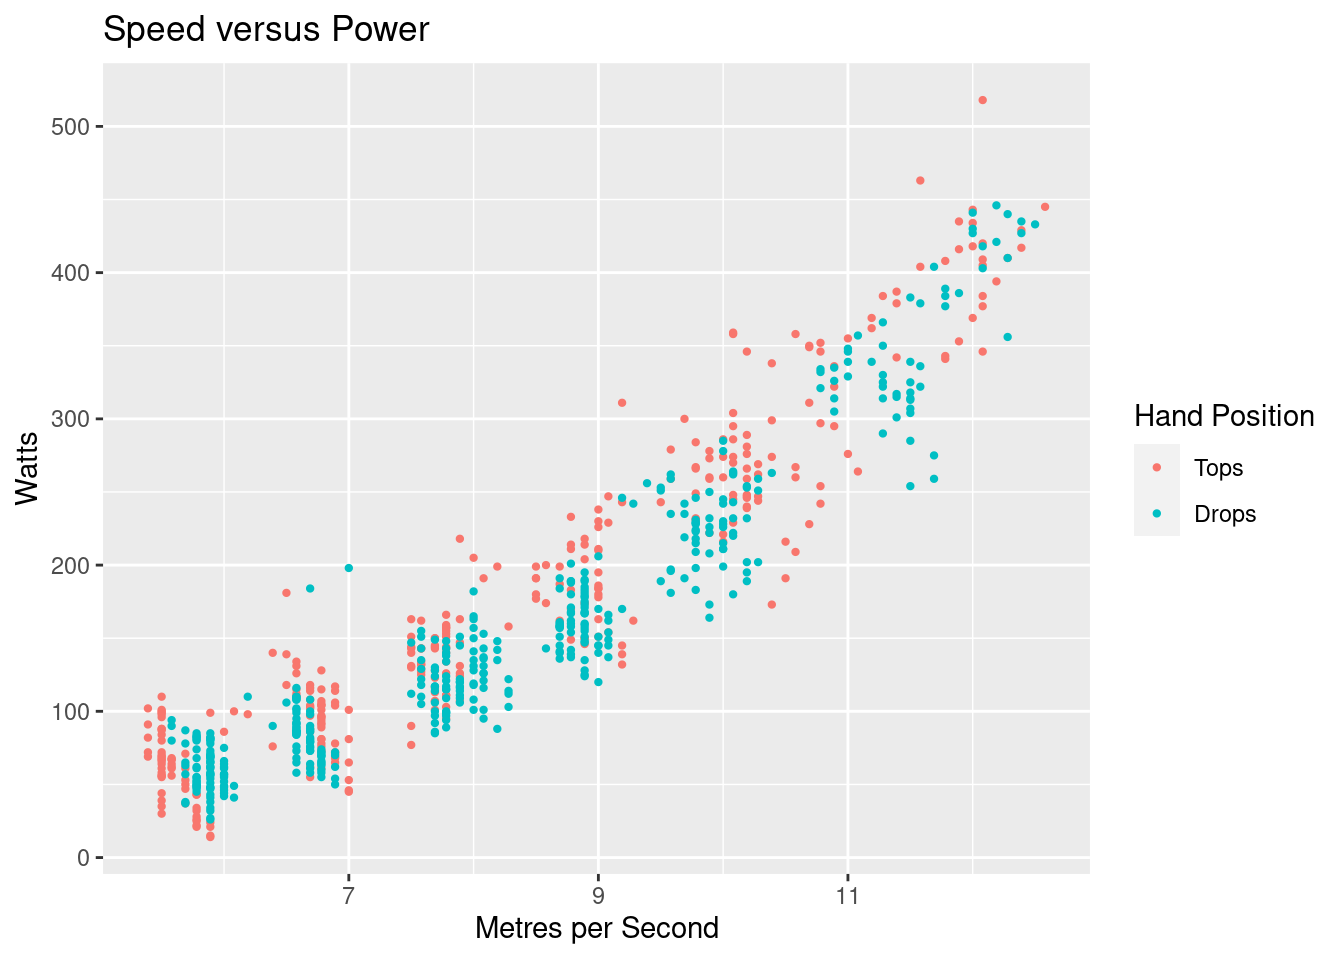 Speed versus Power
500
400
300
200
100
0
Watts
7
9
11
Metres per Second
Hand Position
Tops
Drops